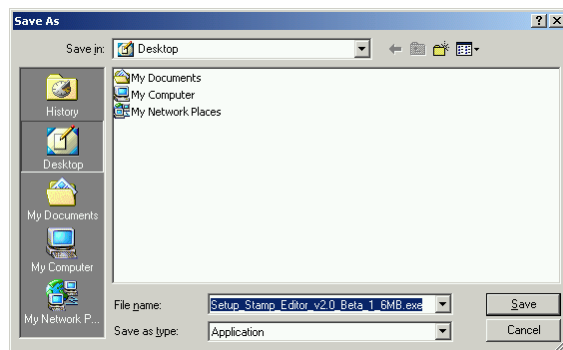 Save As
Save in:
Desktop
My Documents
My Computer
My Network Places
History
Desktop
My Documents
My Computer
My Network P...
File name:
Setup_Stamp_Editor_v2.0_Beta_1_6MB.exe
Save
Save as type:
Application
Cancel